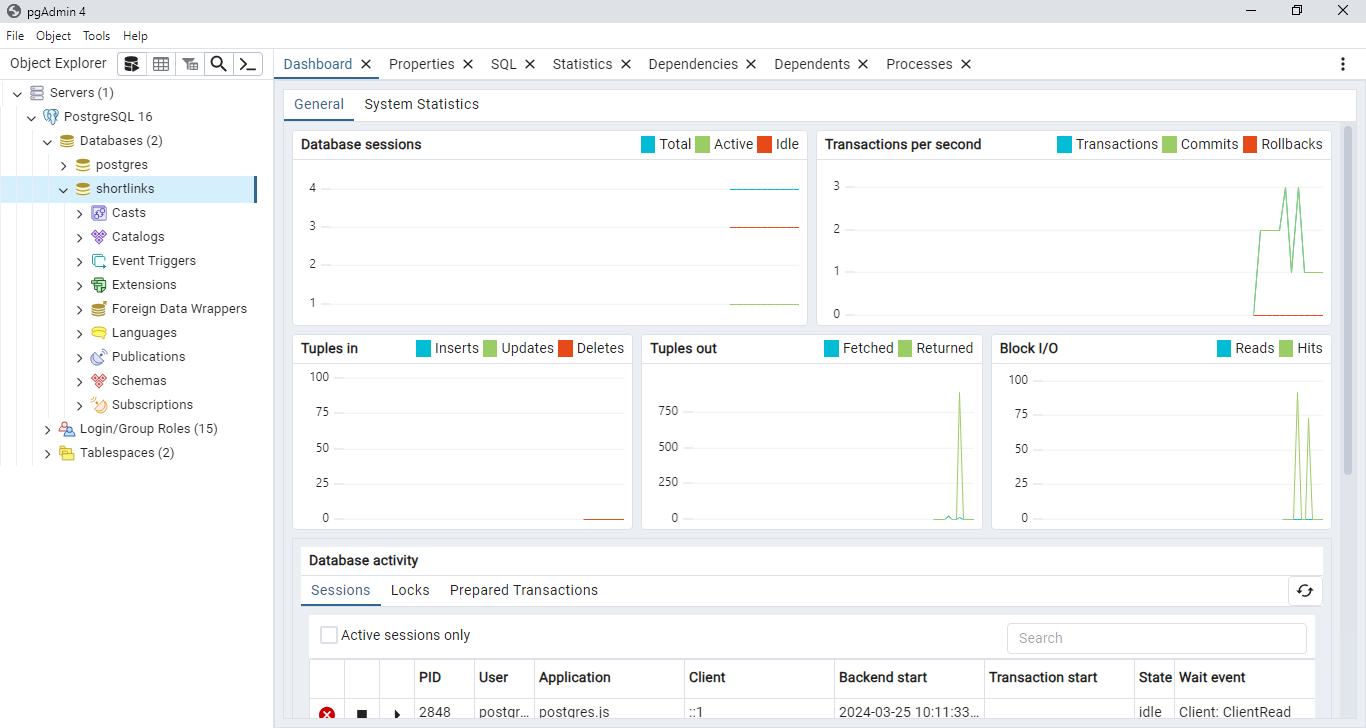 pgAdmin 4
File Object Tools Help
Object Explorer
Dashboard Properties SQL Statistics Dependencies Dependents Processes
Servers (1)
PostgreSQL 16
Databases (2)
postgres
shortlinks
Casts
Catalogs
Event Triggers
Extensions
Foreign Data Wrappers
Languages
Publications
Schemas
Subscriptions
Login/Group Roles (15)
Tablespaces (2)
General System Statistics
Database sessions Total Active Idle
4
3
2
1
Transactions per second Transactions Commits Rollbacks
3
2
1
0
Tuples in Inserts Updates Deletes
100
75
50
25
0
Tuples out Fetched Returned
750
500
250
0
Block I/O Reads Hits
100
75
50
25
0
Database activity
Sessions Locks Prepared Transactions
Active sessions only Search
PID User Application Client Backend start Transaction start State Wait event
2848 postgr... postgres.js ::1 2024-03-25 10:11:33... idle Client: ClientRead